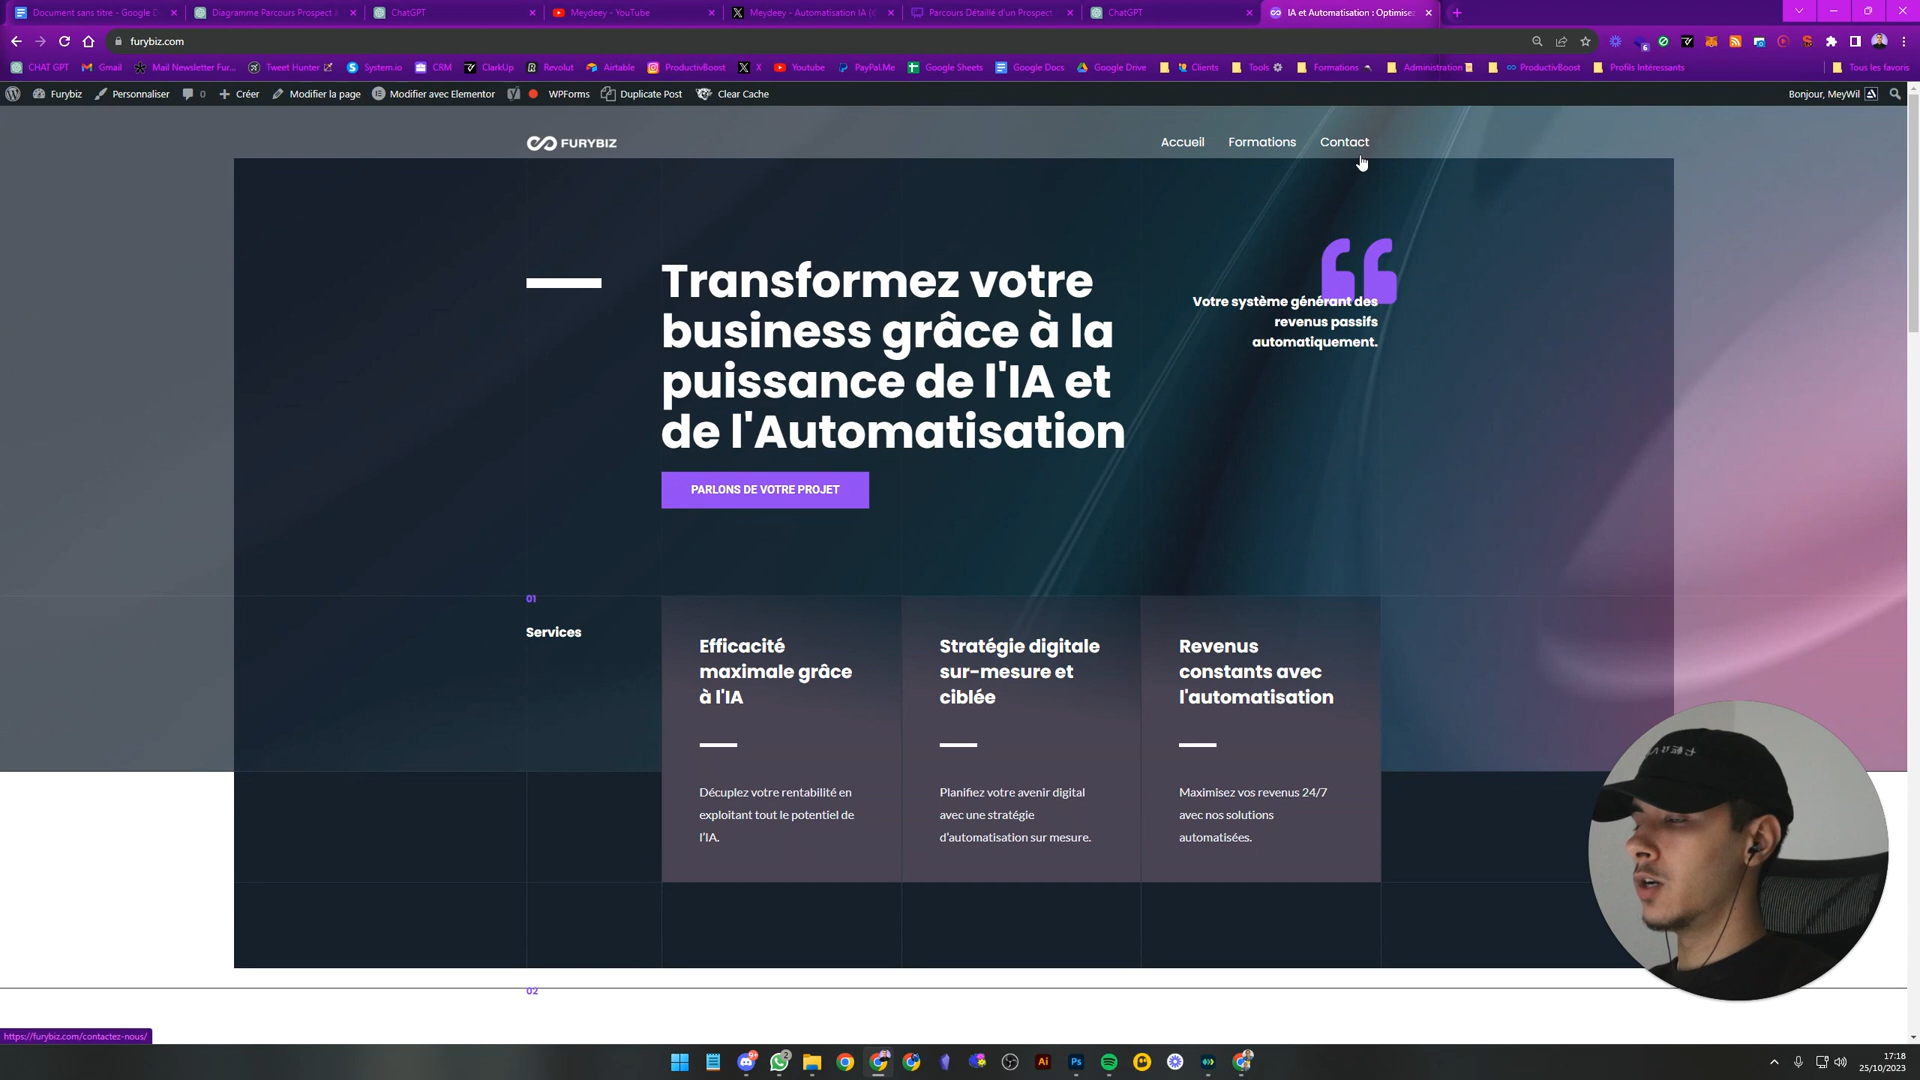 Document sans titre - Google D
Diagramme Parcours Prospect à
ChatGPT
Meydeey - YouTube
Meydeey - Automatisation IA (
Parcours Détaillé d'un Prospect
ChatGPT
IA et Automatisation : Optimise
furybiz.com
CHAT GPT
Gmail
Mail Newsletter Fur...
Tweet Hunter
System.io
CRM
ClarkUp
Revolut
Airtable
ProductivBoost
X
Youtube
PayPal.Me
Google Sheets
Google Docs
Google Drive
Clients
Tools
Formations
Administration
ProductivBoost
Profils Intéressants
Tous les favoris
Furybiz
Personnaliser
0
Créer
Modifier la page
Modifier avec Elementor
WPForms
Duplicate Post
Clear Cache
Bonjour, MeyWil
FURYBIZ
Accueil
Formations
Contact
Transformez votre
business grâce à la
puissance de l'IA et
de l'Automatisation
Votre système générant des
revenus passifs
automatiquement.
PARLONS DE VOTRE PROJET
01
Services
Efficacité
maximale grâce
à l'IA
Décuplez votre rentabilité en
exploitant tout le potentiel de
l'IA.
Stratégie digitale
sur-mesure et
ciblée
Planifiez votre avenir digital
avec une stratégie
d'automatisation sur mesure.
Revenus
constants avec
l'automatisation
Maximisez vos revenus 24/7
avec nos solutions
automatisées.
02
https://furybiz.com/contactez-nous/
17:18
25/10/2023